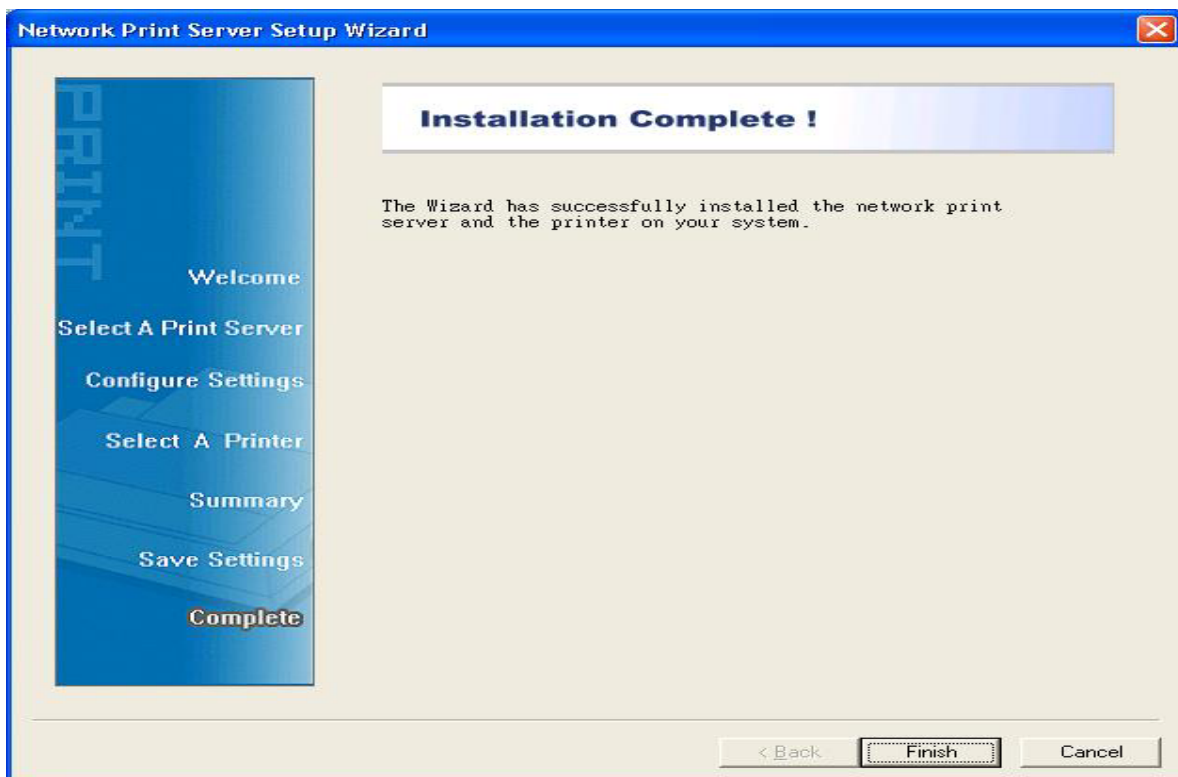 Network Print Server Setup Wizard
PRINT
Welcome
Select A Print Server
Configure Settings
Select A Printer
Summary
Save Settings
Complete
Installation Complete !
The Wizard has successfully installed the network print
server and the printer on your system.
< Back
Finish
Cancel